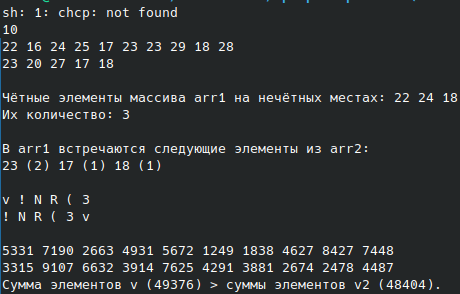 sh: 1: chcp: not found
10
22 16 24 25 17 23 23 29 18 28
23 20 27 17 18
Чётные элементы массива arr1 на нечётных местах: 22 24 18
Их количество: 3
В arr1 встречаются следующие элементы из arr2:
23 (2) 17 (1) 18 (1)
v ! N R ( 3
! N R ( 3 v
5331 7190 2663 4931 5672 1249 1838 4627 8427 7448
3315 9107 6632 3914 7625 4291 3881 2674 2478 4487
Сумма элементов v (49376) > суммы элементов v2 (48404).